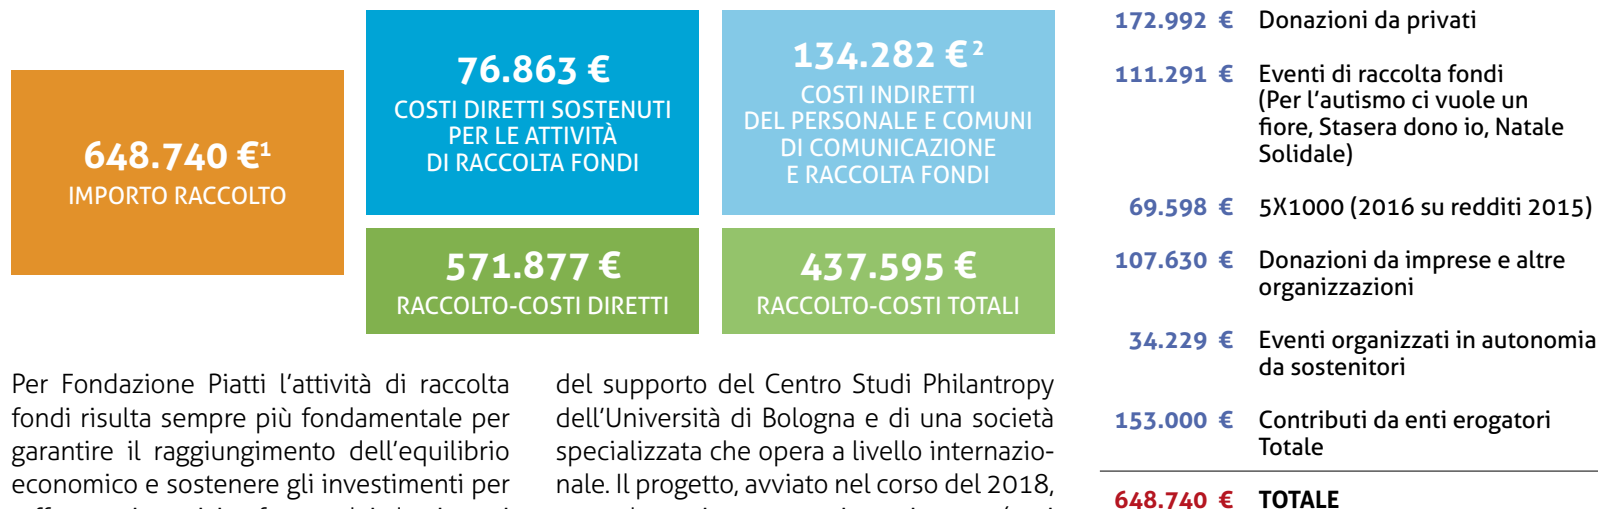 648.740 €¹
IMPORTO RACCOLTO
76.863 €
COSTI DIRETTI SOSTENUTI
PER LE ATTIVITÀ
DI RACCOLTA FONDI
134.282 €²
COSTI INDIRETTI
DEL PERSONALE E COMUNI
DI COMUNICAZIONE
E RACCOLTA FONDI
571.877 €
RACCOLTO-COSTI DIRETTI
437.595 €
RACCOLTO-COSTI TOTALI
Per Fondazione Piatti l’attività di raccolta
fondi risulta sempre più fondamentale per
garantire il raggiungimento dell’equilibrio
economico e sostenere gli investimenti per
del supporto del Centro Studi Philantropy
dell’Università di Bologna e di una società
specializzata che opera a livello internazio-
nale. Il progetto, avviato nel corso del 2018,
172.992 € Donazioni da privati
111.291 € Eventi di raccolta fondi
(Per l’autismo ci vuole un
fiore, Stasera dono io, Natale
Solidale)
69.598 € 5X1000 (2016 su redditi 2015)
107.630 € Donazioni da imprese e altre
organizzazioni
34.229 € Eventi organizzati in autonomia
da sostenitori
153.000 € Contributi da enti erogatori
Totale
648.740 € TOTALE